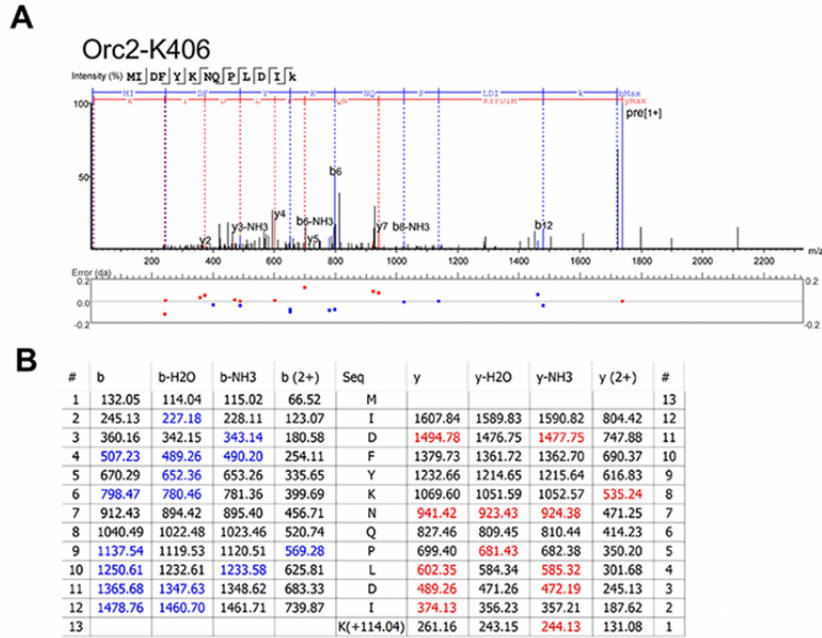 A
Orc2-K406
Intensity (%) MI DF Y K NQ P L D I k
MI DF Y K NQ P LDI k bMax
yMax
100
pre[1+]
50
b6
y2 y3-NH3 y4 b6-NH3 y5 y7 b8-NH3 b12
200 400 600 800 1000 1200 1400 1600 1800 2000 2200 m/z
Error (da)
0.2 0.2
0.0 0.0
-0.2 -0.2
B
# b b-H2O b-NH3 b (2+) Seq y y-H2O y-NH3 y (2+) #
1 132.05 114.04 115.02 66.52 M 13
2 245.13 227.18 228.11 123.07 I 1607.84 1589.83 1590.82 804.42 12
3 360.16 342.15 343.14 180.58 D 1494.78 1476.75 1477.75 747.88 11
4 507.23 489.26 490.20 254.11 F 1379.73 1361.72 1362.70 690.37 10
5 670.29 652.36 653.26 335.65 Y 1232.66 1214.65 1215.64 616.83 9
6 798.47 780.46 781.36 399.69 K 1069.60 1051.59 1052.57 535.24 8
7 912.43 894.42 895.40 456.71 N 941.42 923.43 924.38 471.25 7
8 1040.49 1022.48 1023.46 520.74 Q 827.46 809.45 810.44 414.23 6
9 1137.54 1119.53 1120.51 569.28 P 699.40 681.43 682.38 350.20 5
10 1250.61 1232.61 1233.58 625.81 L 602.35 584.34 585.32 301.68 4
11 1365.68 1347.63 1348.62 683.33 D 489.26 471.26 472.19 245.13 3
12 1478.76 1460.70 1461.71 739.87 I 374.13 356.23 357.21 187.62 2
13 K(+114.04) 261.16 243.15 244.13 131.08 1